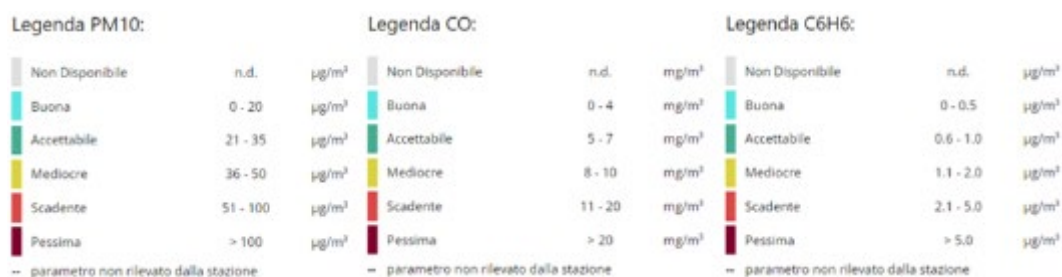 Legenda PM10:
Non Disponibile n.d. µg/m³
Buona 0 - 20 µg/m³
Accettabile 21 - 35 µg/m³
Mediocre 36 - 50 µg/m³
Scadente 51 - 100 µg/m³
Pessima > 100 µg/m³
-- parametro non rilevato dalla stazione
Legenda CO:
Non Disponibile n.d. mg/m³
Buona 0 - 4 mg/m³
Accettabile 5 - 7 mg/m³
Mediocre 8 - 10 mg/m³
Scadente 11 - 20 mg/m³
Pessima > 20 mg/m³
-- parametro non rilevato dalla stazione
Legenda C6H6:
Non Disponibile n.d. µg/m³
Buona 0 - 0.5 µg/m³
Accettabile 0.6 - 1.0 µg/m³
Mediocre 1.1 - 2.0 µg/m³
Scadente 2.1 - 5.0 µg/m³
Pessima > 5.0 µg/m³
-- parametro non rilevato dalla stazione